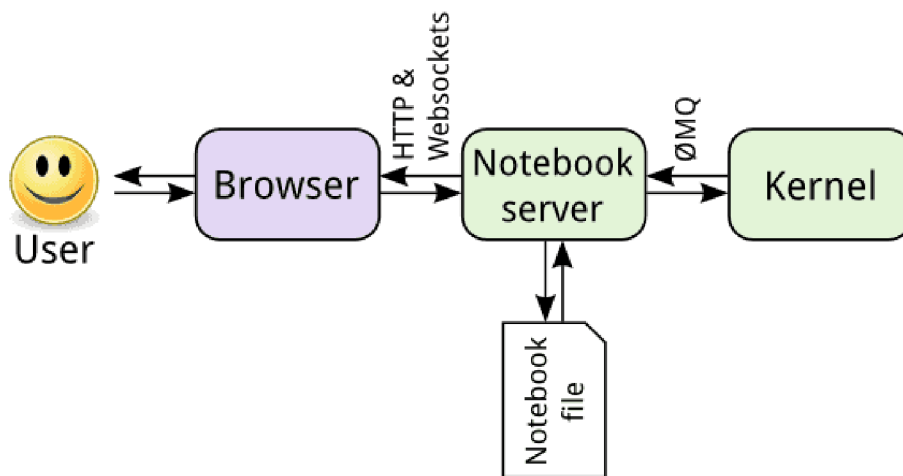 User
Browser
HTTP &
Websockets
Notebook
server
ØMQ
Kernel
Notebook
file